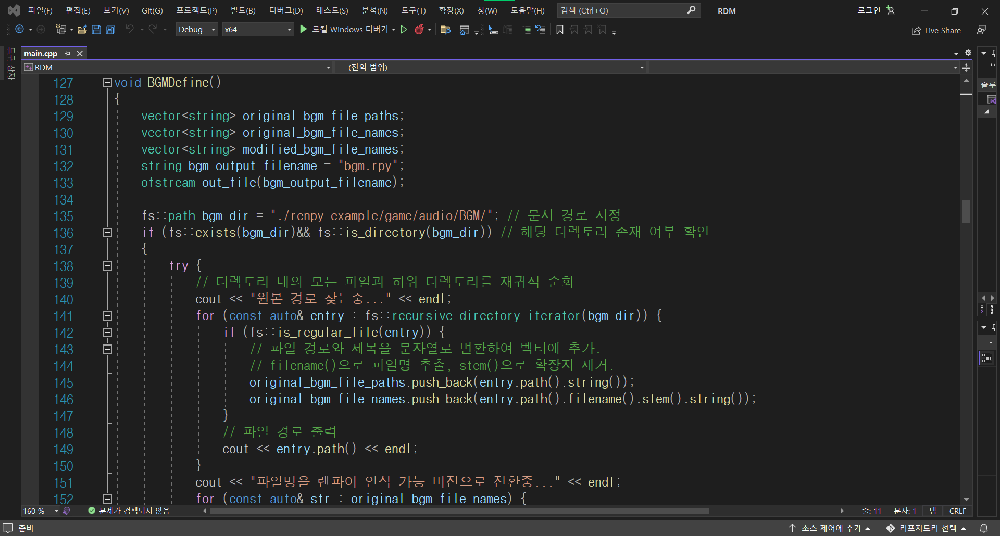 파일(F) 편집(E) 보기(V) Git(G) 프로젝트(P) 빌드(B) 디버그(D) 테스트(S) 분석(N) 도구(T) 확장(X) 창(W) 도움말(H) 검색 (Ctrl+Q) RDM 로그인
Debug x64 로컬 Windows 디버거 Live Share
도구 상자
main.cpp
RDM (전역 범위)
솔루
127 void BGMDefine()
128 {
129 vector<string> original_bgm_file_paths;
130 vector<string> original_bgm_file_names;
131 vector<string> modified_bgm_file_names;
132 string bgm_output_filename = "bgm.rpy";
133 ofstream out_file(bgm_output_filename);
134
135 fs::path bgm_dir = "./renpy_example/game/audio/BGM/"; // 문서 경로 지정
136 if (fs::exists(bgm_dir)&& fs::is_directory(bgm_dir)) // 해당 디렉토리 존재 여부 확인
137 {
138 try {
139 // 디렉토리 내의 모든 파일과 하위 디렉토리를 재귀적 순회
140 cout << "원본 경로 찾는중..." << endl;
141 for (const auto& entry : fs::recursive_directory_iterator(bgm_dir)) {
142 if (fs::is_regular_file(entry)) {
143 // 파일 경로와 제목을 문자열로 변환하여 벡터에 추가.
144 // filename()으로 파일명 추출, stem()으로 확장자 제거.
145 original_bgm_file_paths.push_back(entry.path().string());
146 original_bgm_file_names.push_back(entry.path().filename().stem().string());
147 }
148 // 파일 경로 출력
149 cout << entry.path() << endl;
150 }
151 cout << "파일명을 렌파이 인식 가능 버전으로 전환중..." << endl;
152 for (const auto& str : original_bgm_file_names) {
160 % 문제가 검색되지 않음 줄: 11 문자: 1 탭 CRLF
준비 소스 제어에 추가 리포지토리 선택